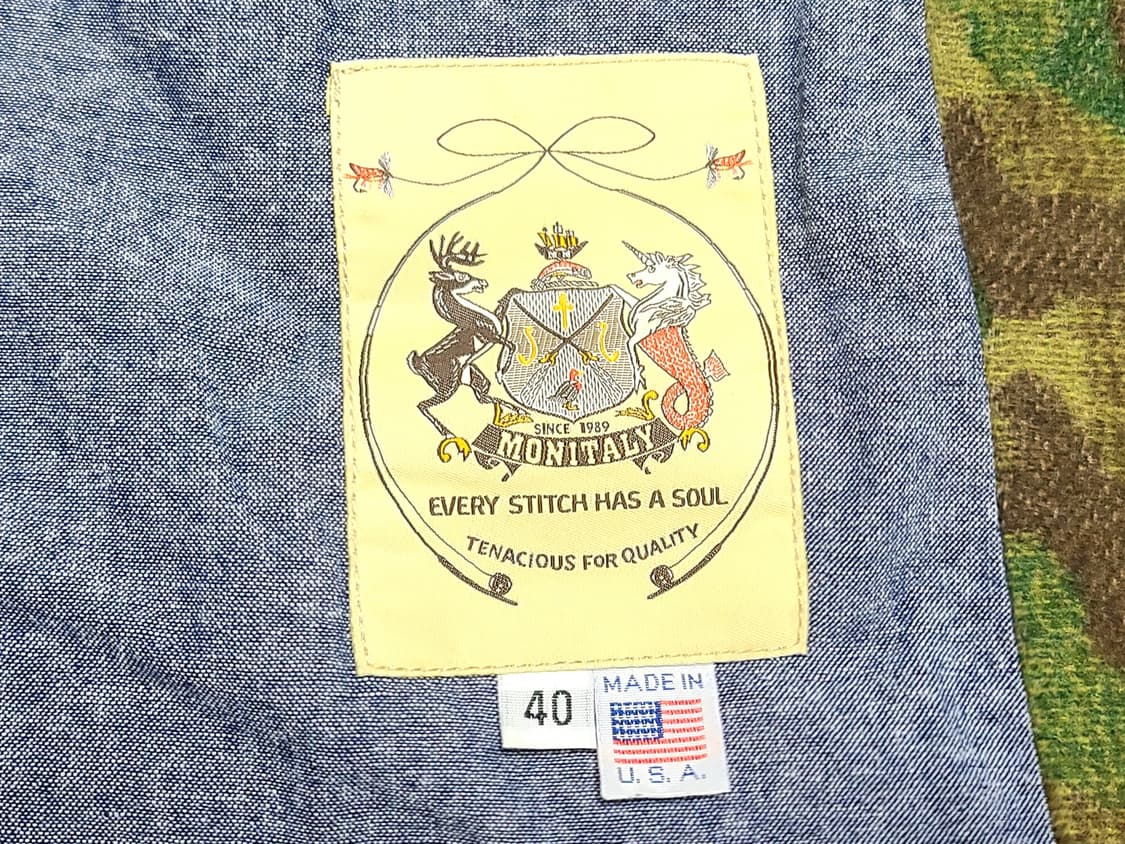 SINCE 1989
MONITALY
EVERY STITCH HAS A SOUL
TENACIOUS FOR QUALITY
40
MADE IN
U. S. A.